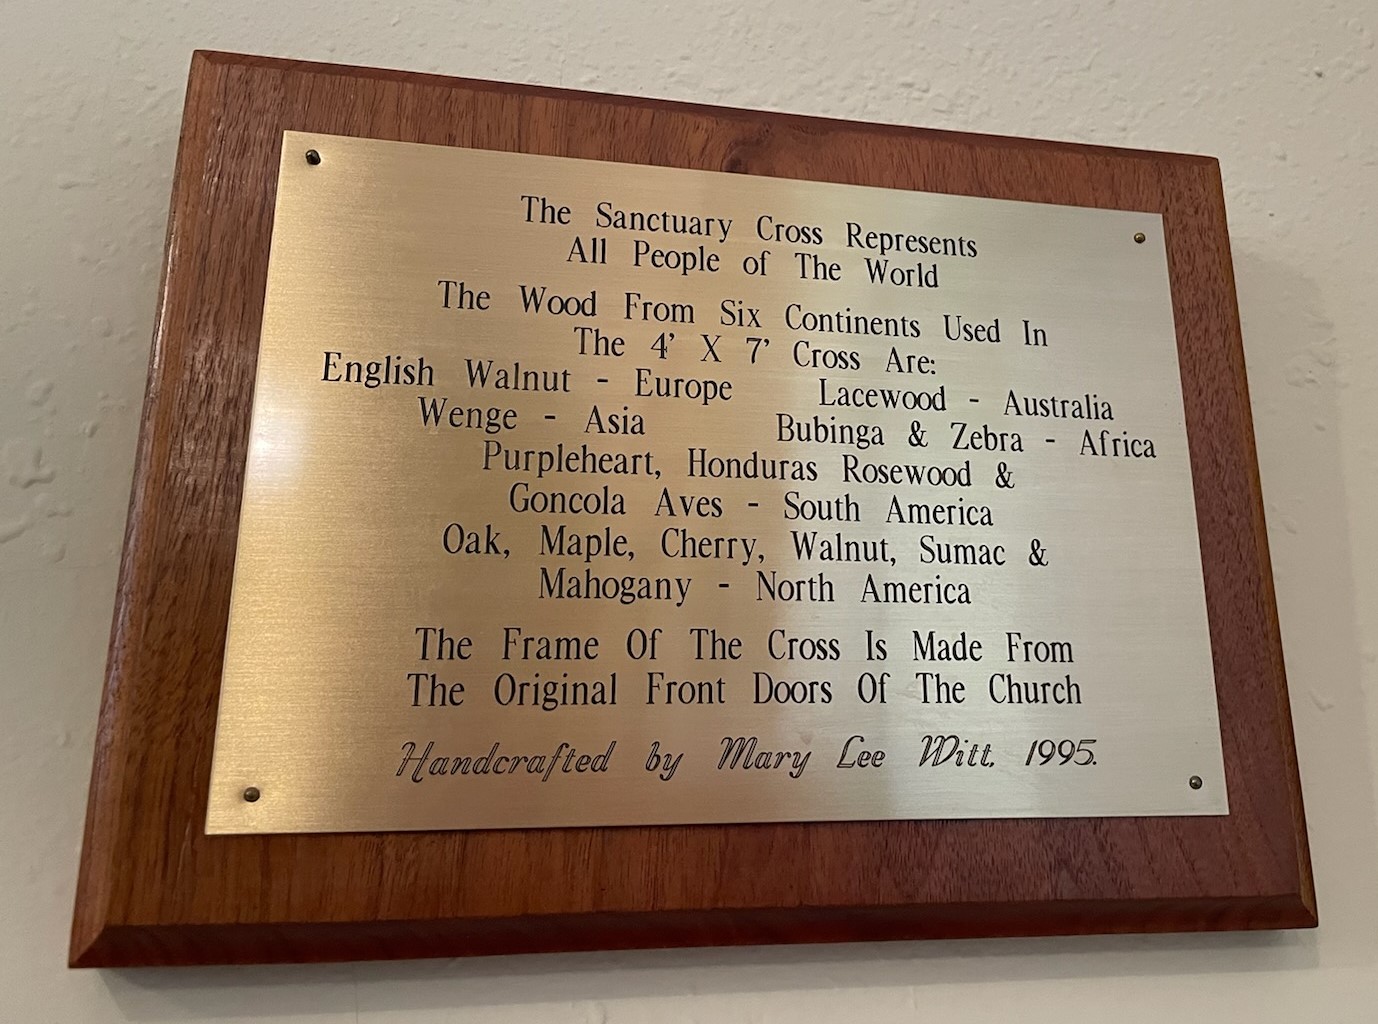 The Sanctuary Cross Represents
All People of The World
The Wood From Six Continents Used In
The 4' X 7' Cross Are:
English Walnut - Europe Lacewood - Australia
Wenge - Asia Bubinga & Zebra - Africa
Purpleheart, Honduras Rosewood &
Goncola Aves - South America
Oak, Maple, Cherry, Walnut, Sumac &
Mahogany - North America
The Frame Of The Cross Is Made From
The Original Front Doors Of The Church
Handcrafted by Mary Lee Witt. 1995.